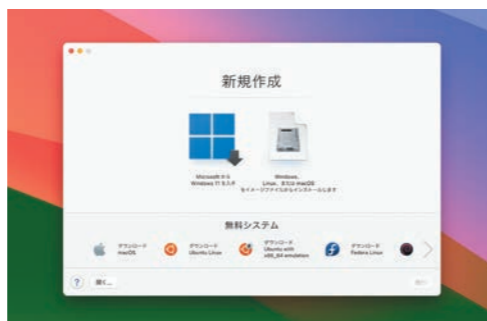 新規作成
Microsoft から
Windows 11 を入手
Windows、
Linux、または macOS
をイメージファイルからインストールします
無料システム
ダウンロード
macOS
ダウンロード
Ubuntu Linux
ダウンロード
Ubuntu with
x86_64 emulation
ダウンロード
Fedora Linux
?
開く...